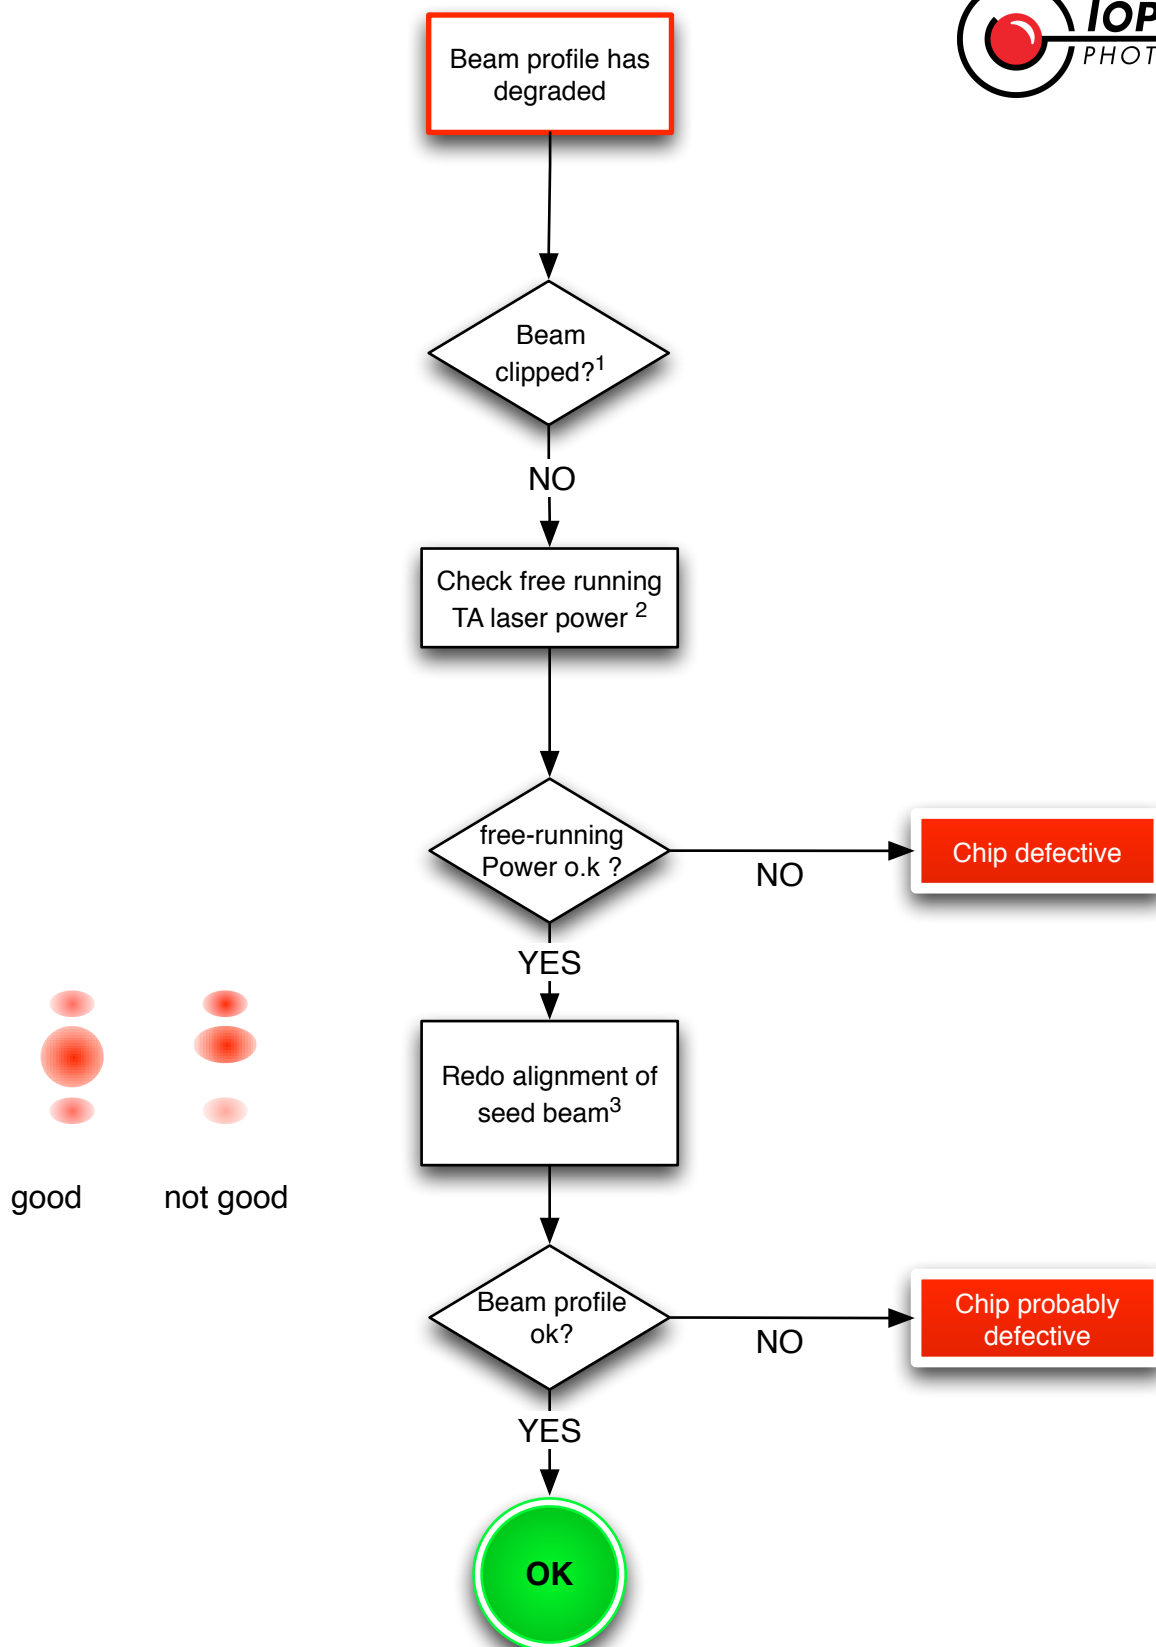 Beam profile has
degraded
Beam
clipped?1
NO
Check free running
TA laser power 2
free-running
Power o.k ?
NO
Chip defective
YES
Redo alignment of
seed beam3
good
not good
Beam profile
ok?
NO
Chip probably
defective
YES
OK